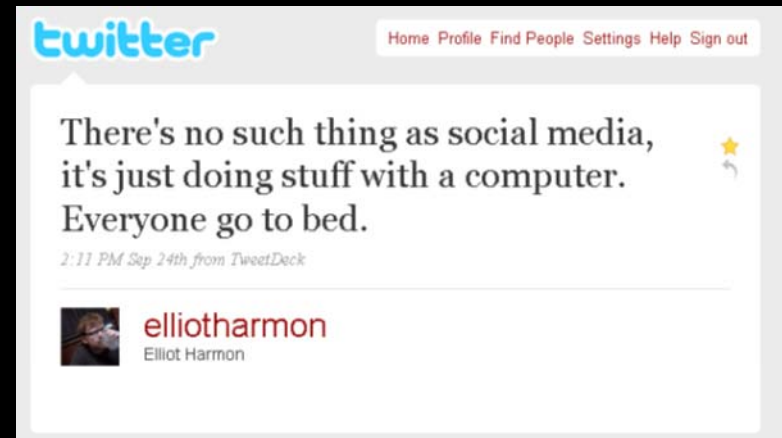 twitter
Home Profile Find People Settings Help Sign out
There's no such thing as social media,
it's just doing stuff with a computer.
Everyone go to bed.
2:11 PM Sep 24th from TweetDeck
elliotharmon
Elliot Harmon